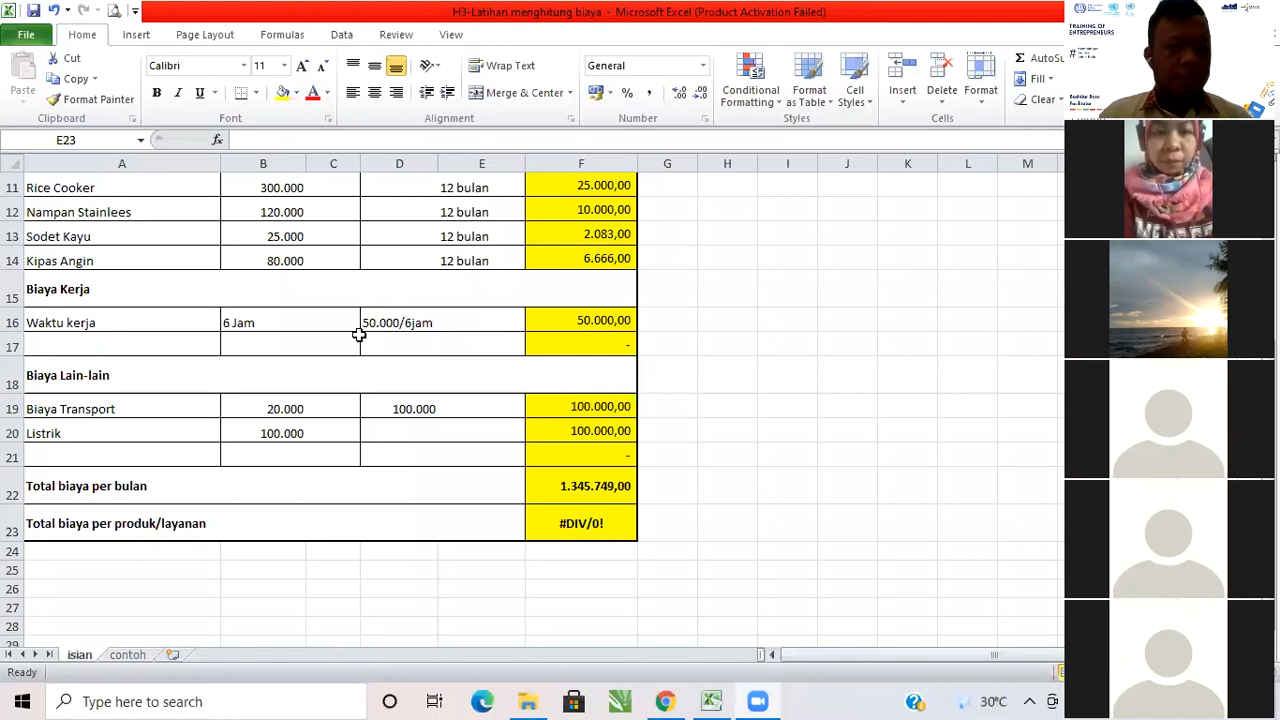 H3-Latihan menghitung biaya - Microsoft Excel (Product Activation Failed)
File Home Insert Page Layout Formulas Data Review View
Cut
Copy
Format Painter
Paste
Clipboard
Calibri 11
B I U
Font
Wrap Text
Merge & Center
Alignment
General
% ,
Number
Conditional Formatting
Format as Table
Cell Styles
Styles
Insert
Delete
Format
Cells
Σ AutoSu
Fill
Clear
TRAINING OF
ENTREPRENEURS
E23 fx
A B C D E F G H I J K L M
11 Rice Cooker 300.000 12 bulan 25.000,00
12 Nampan Stainlees 120.000 12 bulan 10.000,00
13 Sodet Kayu 25.000 12 bulan 2.083,00
14 Kipas Angin 80.000 12 bulan 6.666,00
15 Biaya Kerja
16 Waktu kerja 6 Jam 50.000/6jam 50.000,00
17 -
18 Biaya Lain-lain
19 Biaya Transport 20.000 100.000 100.000,00
20 Listrik 100.000 100.000,00
21 -
22 Total biaya per bulan 1.345.749,00
23 Total biaya per produk/layanan #DIV/0!
24
25
26
27
28
29
isian contoh
Ready
Type here to search
30°C